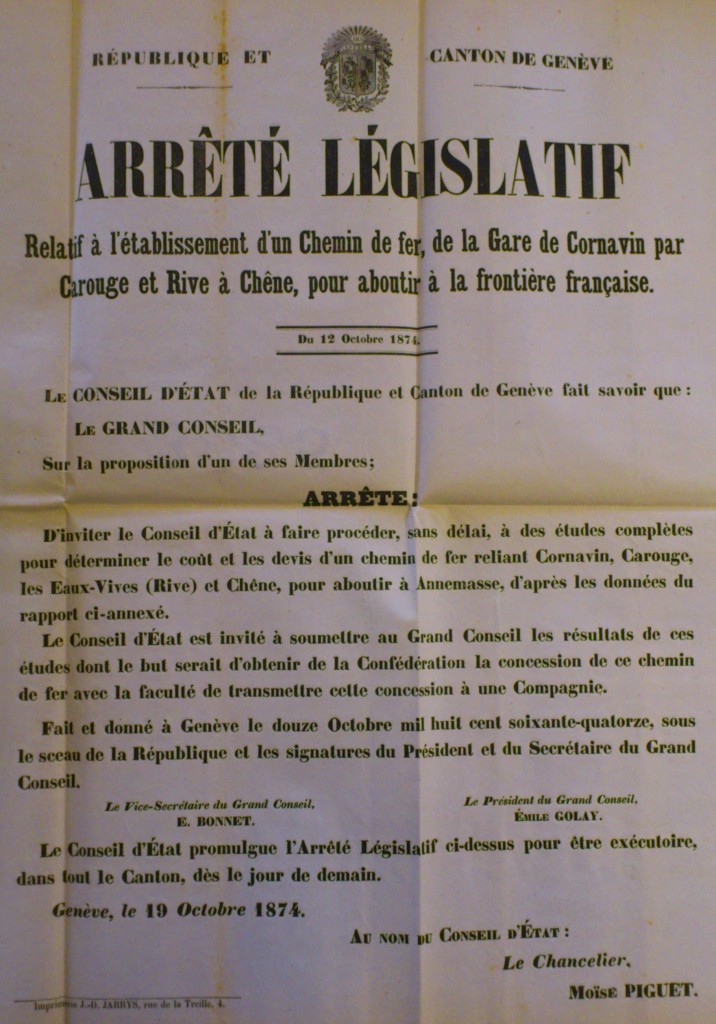 RÉPUBLIQUE ET CANTON DE GENÈVE
ARRÊTÉ LÉGISLATIF
Relatif à l'établissement d'un Chemin de fer, de la Gare de Cornavin par
Carouge et Rive à Chêne, pour aboutir à la frontière française.
Du 12 Octobre 1874.
LE CONSEIL D'ÉTAT de la République et Canton de Genève fait savoir que :
LE GRAND CONSEIL,
Sur la proposition d'un de ses Membres ;
ARRÊTE :
D'inviter le Conseil d'État à faire procéder, sans délai, à des études complètes
pour déterminer le coût et les devis d'un chemin de fer reliant Cornavin, Carouge,
les Eaux-Vives (Rive) et Chêne, pour aboutir à Annemasse, d'après les données du
rapport ci-annexé.
Le Conseil d'État est invité à soumettre au Grand Conseil les résultats de ces
études dont le but serait d'obtenir de la Confédération la concession de ce chemin
de fer avec la faculté de transmettre cette concession à une Compagnie.
Fait et donné à Genève le douze Octobre mil huit cent soixante-quatorze, sous
le sceau de la République et les signatures du Président et du Secrétaire du Grand
Conseil.
Le Vice-Secrétaire du Grand Conseil,
E. BONNET.
Le Président du Grand Conseil,
ÉMILE GOLAY.
Le Conseil d'État promulgue l'Arrêté Législatif ci-dessus pour être exécutoire,
dans tout le Canton, dès le jour de demain.
Genève, le 19 Octobre 1874.
AU NOM DU CONSEIL D'ÉTAT :
Le Chancelier,
Moïse PIGUET.
Imprimerie J.-D. JARRYS, rue de la Treille, 4.